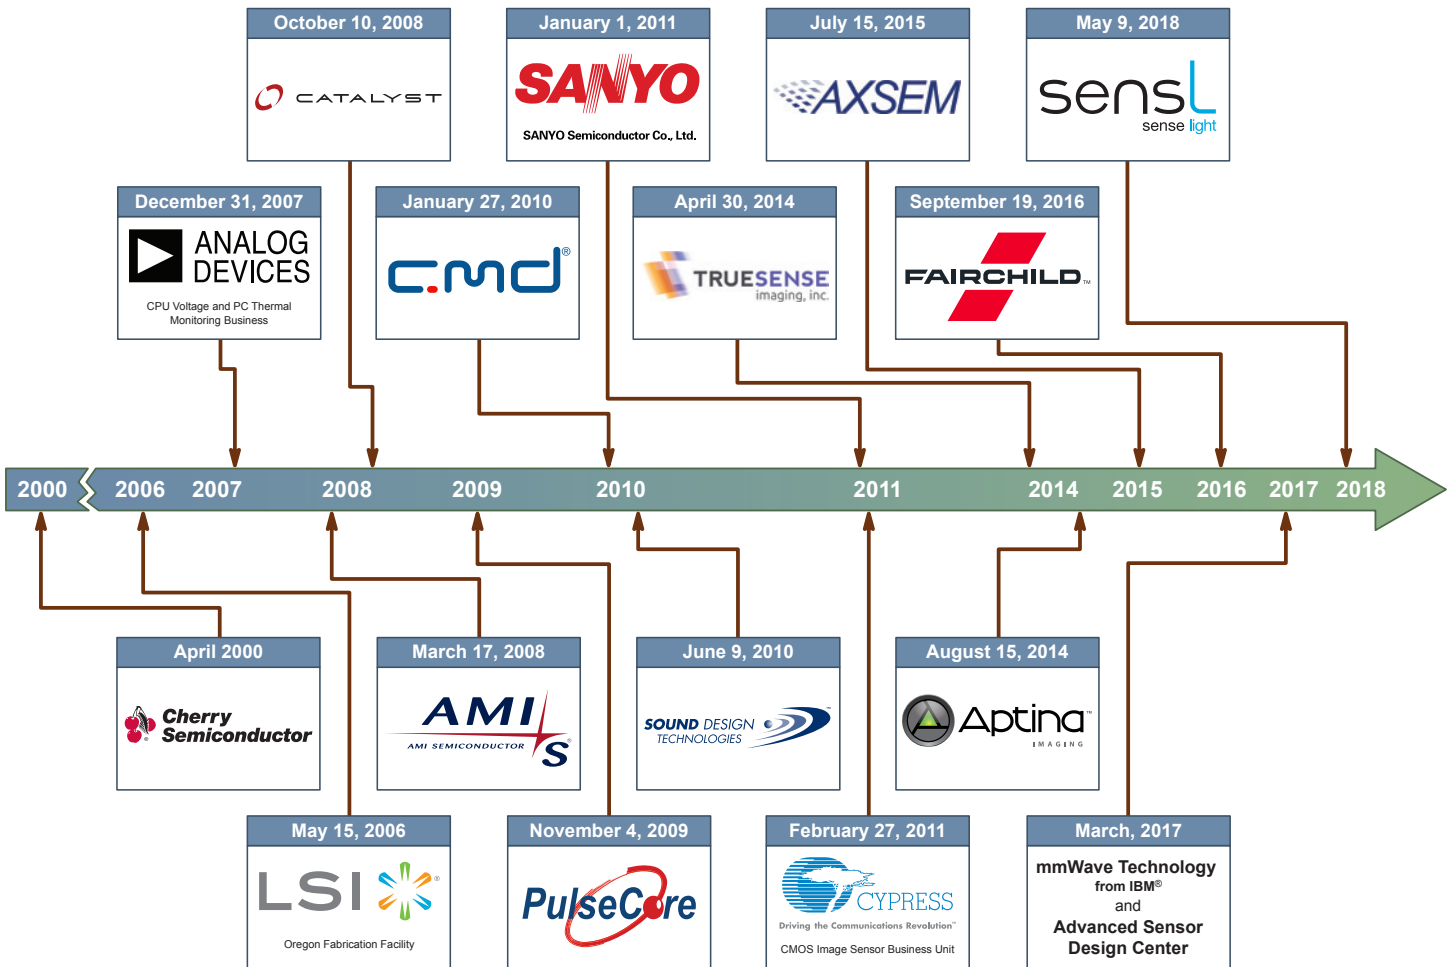 October 10, 2008
CATALYST
January 1, 2011
SANYO
SANYO Semiconductor Co., Ltd.
July 15, 2015
AXSEM
May 9, 2018
sensL
sense light
December 31, 2007
ANALOG
DEVICES
CPU Voltage and PC Thermal
Monitoring Business
January 27, 2010
cmd®
April 30, 2014
TRUESENSE
imaging, inc.
September 19, 2016
FAIRCHILD™
2000 2006 2007 2008 2009 2010 2011 2014 2015 2016 2017 2018
April 2000
Cherry
Semiconductor
®
March 17, 2008
AMI
AMI SEMICONDUCTOR
S®
June 9, 2010
SOUND DESIGN™
TECHNOLOGIES
August 15, 2014
A Aptina™
IMAGING
May 15, 2006
LSI®
Oregon Fabrication Facility
November 4, 2009
PulseCore
February 27, 2011
CYPRESS
Driving the Communications Revolution™
CMOS Image Sensor Business Unit
March, 2017
mmWave Technology
from IBM®
and
Advanced Sensor
Design Center